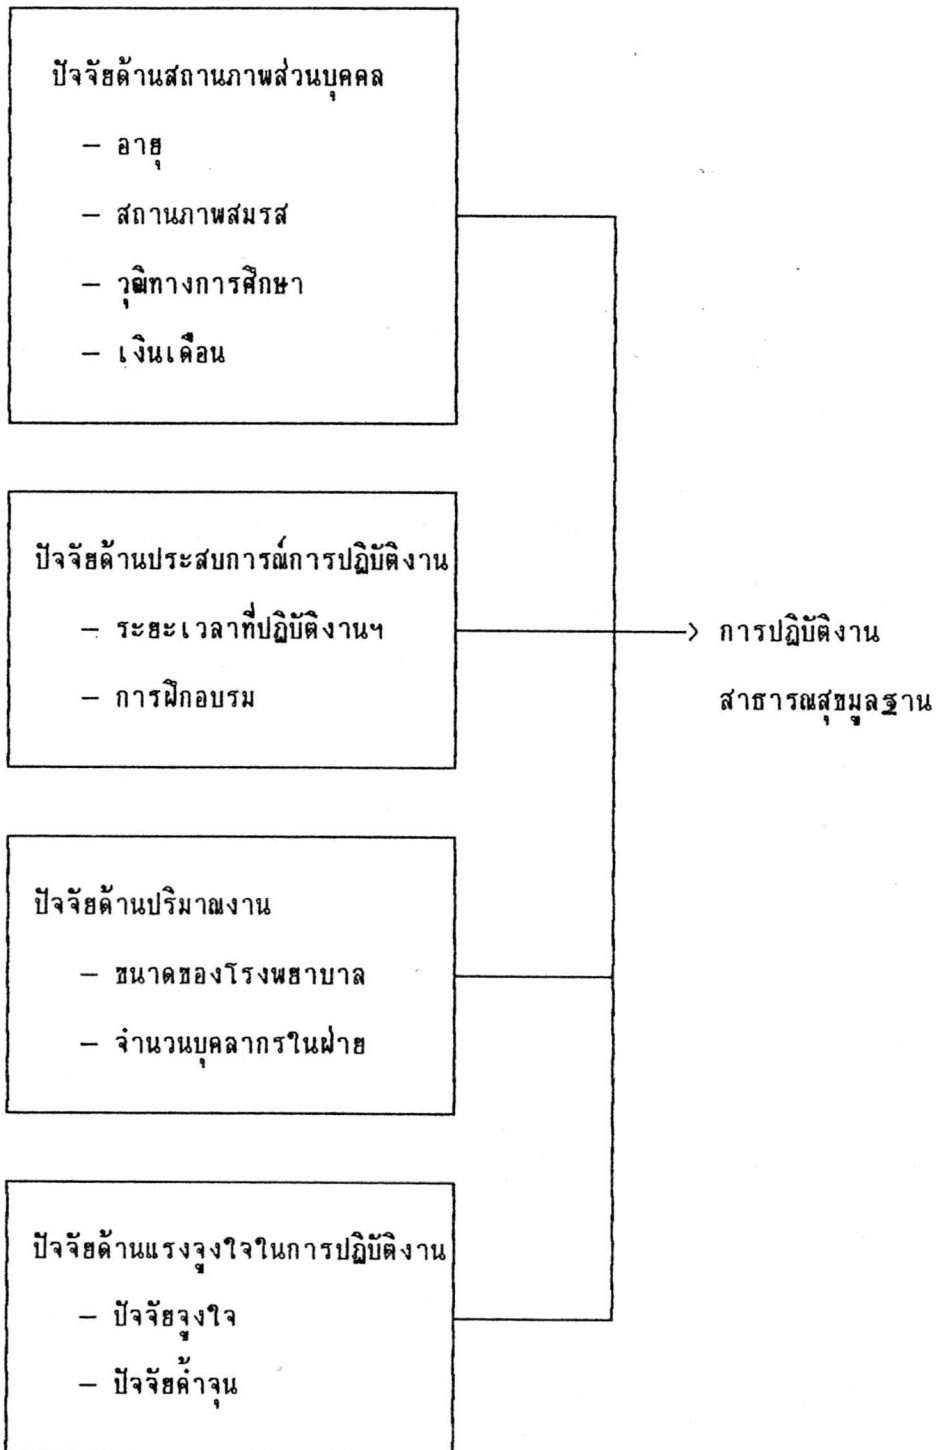 ปัจจัยด้านสถานภาพส่วนบุคคล
— อายุ
— สถานภาพสมรส
— วุฒิทางการศึกษา
— เงินเดือน
ปัจจัยด้านประสบการณ์การปฏิบัติงาน
— ระยะเวลาที่ปฏิบัติงานฯ
— การฝึกอบรม
การปฏิบัติงาน
สาธารณสุขมูลฐาน
ปัจจัยด้านปริมาณงาน
— ขนาดของโรงพยาบาล
— จำนวนบุคลากรในฝ่าย
ปัจจัยด้านแรงจูงใจในการปฏิบัติงาน
— ปัจจัยจูงใจ
— ปัจจัยค้ำจุน